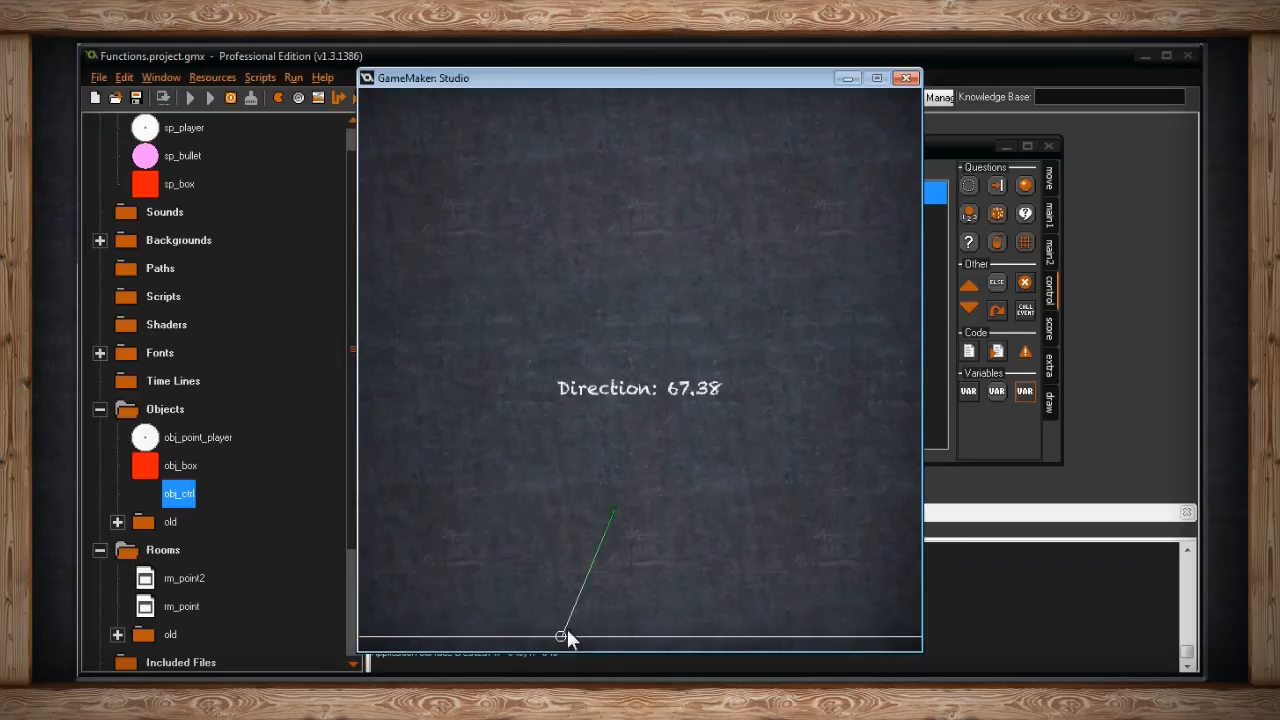 Functions.project.gmx - Professional Edition (v1.3.1386)
File Edit Window Resources Scripts Run Help
GameMaker: Studio
Knowledge Base:
sp_player
sp_bullet
sp_box
Sounds
Backgrounds
Paths
Scripts
Shaders
Fonts
Time Lines
Objects
obj_point_player
obj_box
obj_ctrl
old
Rooms
rm_point2
rm_point
old
Included Files
Direction: 67.38
Questions
Other
ELSE
CALL EVENT
Code
Variables
VAR VAR VAR
move
main1
main2
control
score
extra
draw